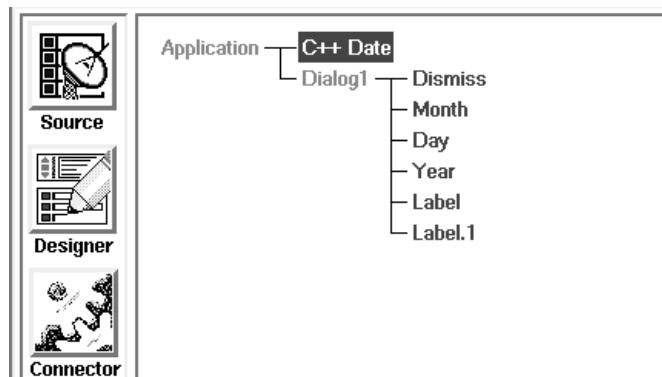 Application
C++ Date
Dialog1
Dismiss
Month
Day
Year
Label
Label.1
Source
Designer
Connector